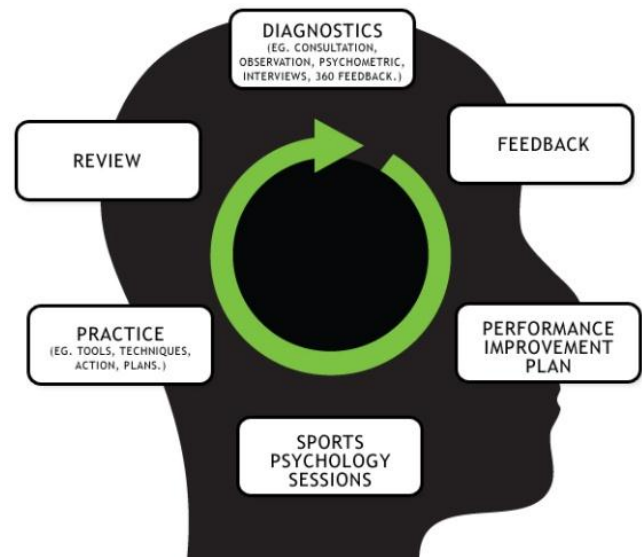 DIAGNOSTICS
(EG. CONSULTATION,
OBSERVATION, PSYCHOMETRIC,
INTERVIEWS, 360 FEEDBACK.)
FEEDBACK
PERFORMANCE
IMPROVEMENT
PLAN
SPORTS
PSYCHOLOGY
SESSIONS
PRACTICE
(EG. TOOLS, TECHNIQUES,
ACTION, PLANS.)
REVIEW